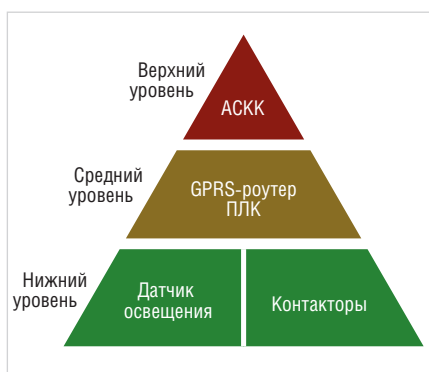 Верхний
уровень
АСКК
Средний
уровень
GPRS-роутер
ПЛК
Нижний
уровень
Датчик
освещения
Контакторы